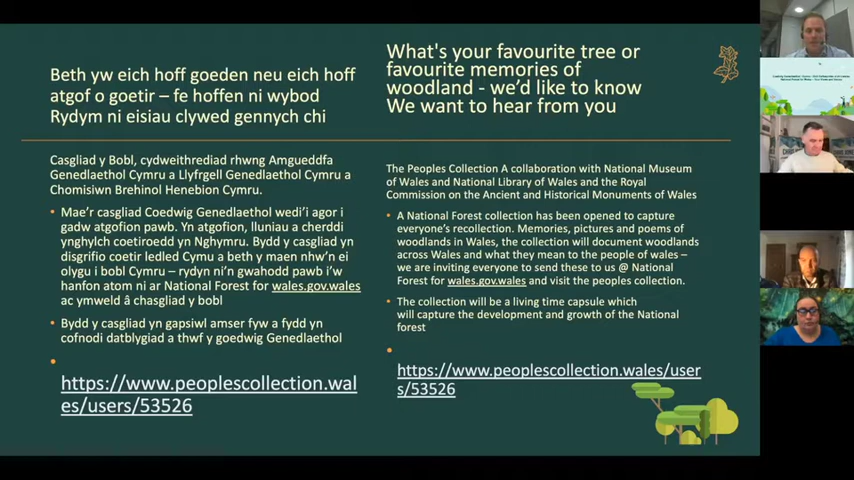 Beth yw eich hoff goeden neu eich hoff
atgof o goetir – fe hoffen ni wybod
Rydym ni eisiau clywed gennych chi
Casgliad y Bobl, cydweithrediad rhwng Amgueddfa
Genedlaethol Cymru a Llyfrgell Genedlaethol Cymru a
Chomisiwn Brehinol Henebion Cymru.
• Mae'r casgliad Coedwig Genedlaethol wedi'i agor i
gadw atgofion pawb. Yn atgofion, lluniau a cherddi
ynghylch coetiroedd yn Nghymru. Bydd y casgliad yn
disgrifio coetir ledled Cymu a beth y maen nhw'n ei
olygu i bobl Cymru – rydyn ni'n gwahodd pawb i'w
hanfon atom ni ar National Forest for wales.gov.wales
ac ymweld â chasgliad y bobl
• Bydd y casgliad yn gapsiwl amser fyw a fydd yn
cofnodi datblygiad a thwf y goedwig Genedlaethol
• https://www.peoplescollection.wal
es/users/53526
What's your favourite tree or
favourite memories of
woodland - we'd like to know
We want to hear from you
The Peoples Collection A collaboration with National Museum
of Wales and National Library of Wales and the Royal
Commission on the Ancient and Historical Monuments of Wales
• A National Forest collection has been opened to capture
everyone's recollection. Memories, pictures and poems of
woodlands in Wales, the collection will document woodlands
across Wales and what they mean to the people of wales –
we are inviting everyone to send these to us @ National
Forest for wales.gov.wales and visit the peoples collection.
• The collection will be a living time capsule which
will capture the development and growth of the National
forest
• https://www.peoplescollection.wales/user
s/53526